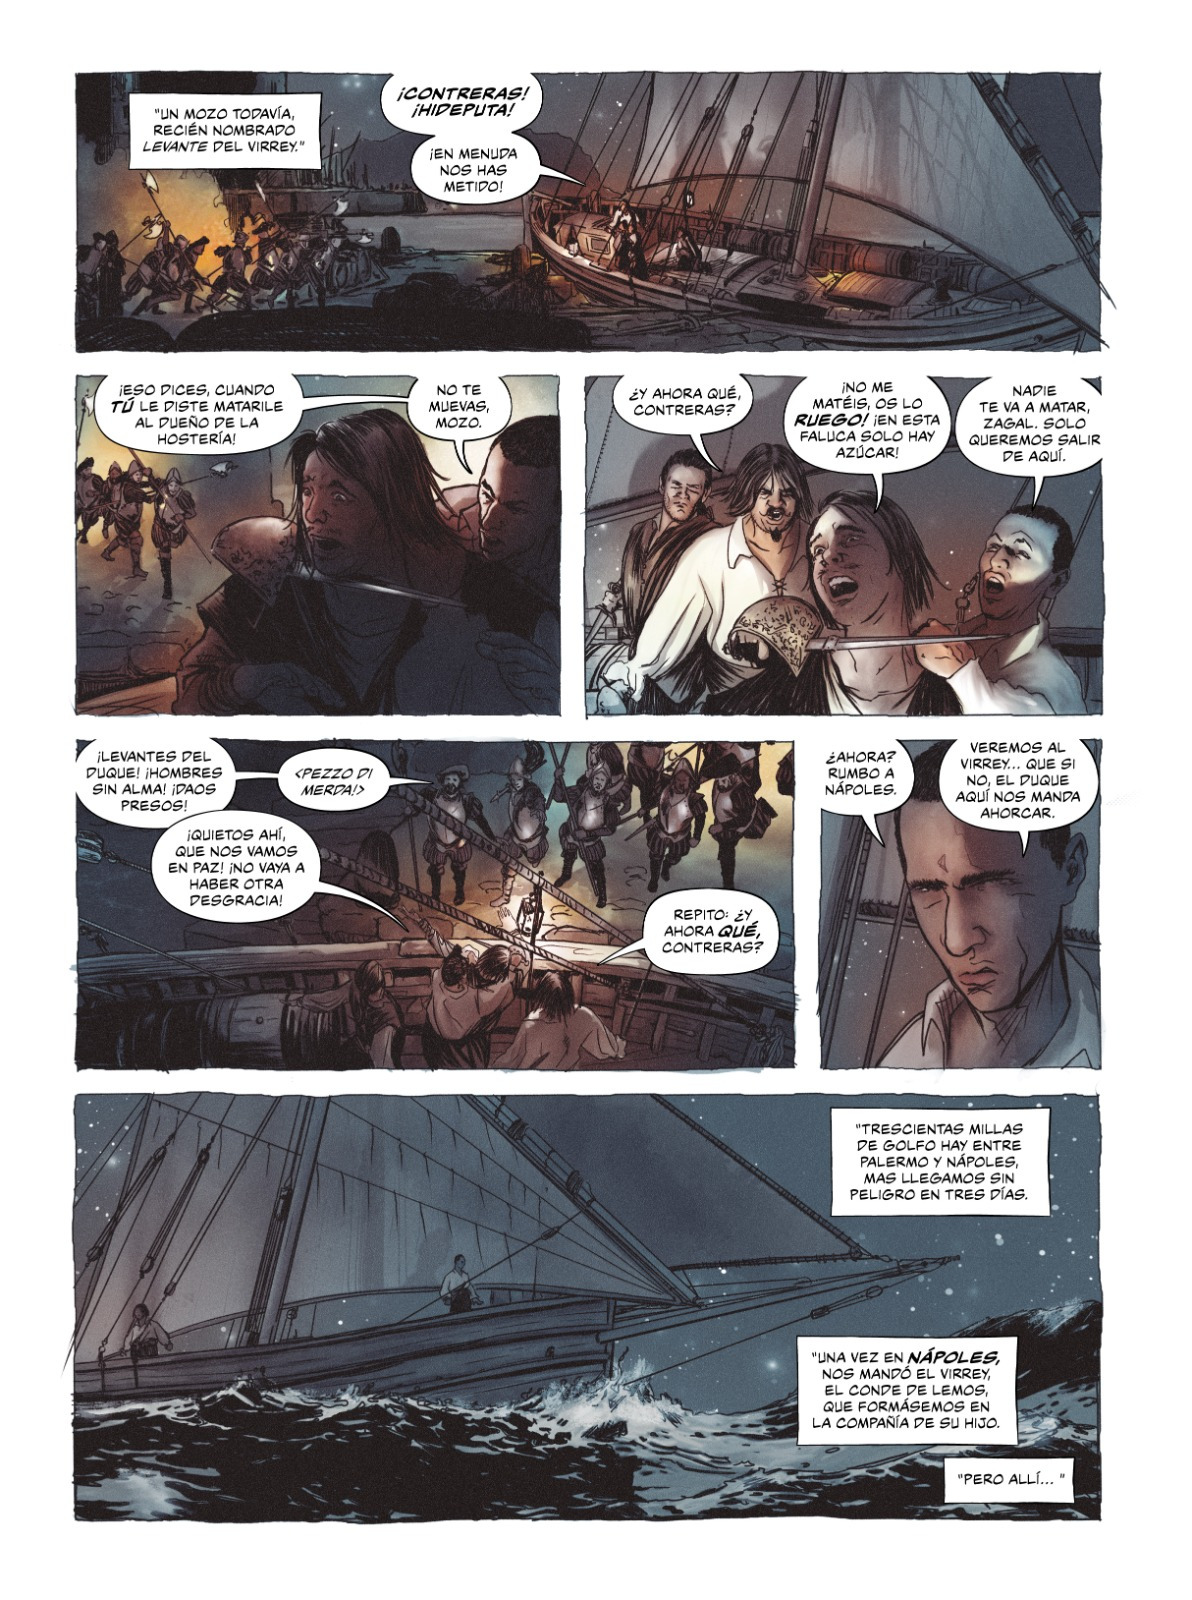 "UN MOZO TODAVÍA,
RECIÉN NOMBRADO
LEVANTE DEL VIRREY."
¡CONTRERAS!
¡HIDEPUTA!
¡EN MENUDA
NOS HAS
METIDO!
¡ESO DICES, CUANDO
TÚ LE DISTE MATARILE
AL DUEÑO DE LA
HOSTERÍA!
NO TE
MUEVAS,
MOZO.
¿Y AHORA QUÉ,
CONTRERAS?
¡NO ME
MATÉIS, OS LO
RUEGO! ¡EN ESTA
FALUCA SOLO HAY
AZÚCAR!
NADIE
TE VA A MATAR,
ZAGAL. SOLO
QUEREMOS SALIR
DE AQUÍ.
¡LEVANTES DEL
DUQUE! ¡HOMBRES
SIN ALMA! ¡DAOS
PRESOS!
<PEZZO DI
MERDA!>
¡QUIETOS AHÍ,
QUE NOS VAMOS
EN PAZ! ¡NO VAYA A
HABER OTRA
DESGRACIA!
REPITO: ¿Y
AHORA QUÉ,
CONTRERAS?
¿AHORA?
RUMBO A
NÁPOLES.
VEREMOS AL
VIRREY... QUE SI
NO, EL DUQUE
AQUÍ NOS MANDA
AHORCAR.
"TRESCIENTAS MILLAS
DE GOLFO HAY ENTRE
PALERMO Y NÁPOLES,
MAS LLEGAMOS SIN
PELIGRO EN TRES DÍAS.
"UNA VEZ EN NÁPOLES,
NOS MANDÓ EL VIRREY,
EL CONDE DE LEMOS,
QUE FORMÁSEMOS EN
LA COMPAÑÍA DE SU HIJO.
"PERO ALLÍ... "